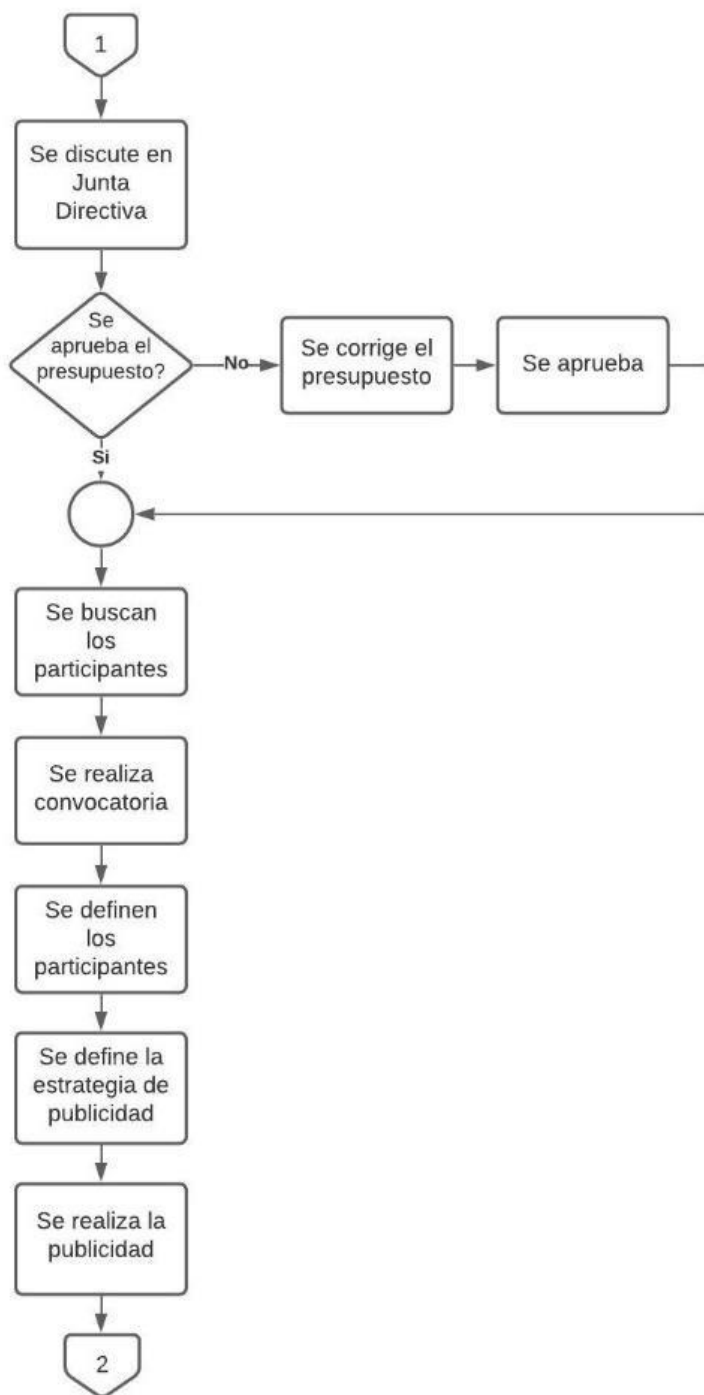 1
Se discute en
Junta
Directiva
Se
aprueba el
presupuesto?
No
Se corrige el
presupuesto
Se aprueba
Si
Se buscan
los
participantes
Se realiza
convocatoria
Se definen
los
participantes
Se define la
estrategia de
publicidad
Se realiza la
publicidad
2